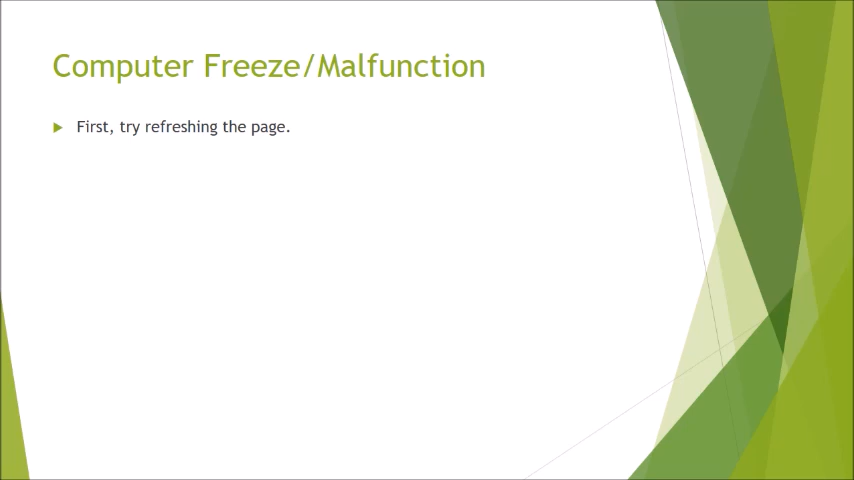 Computer Freeze/Malfunction
First, try refreshing the page.